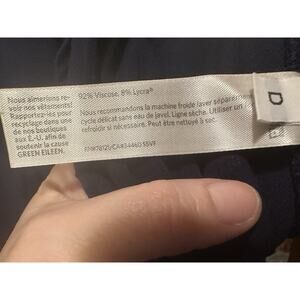 Nous aimerions re-
voir nos vêtements!
Rapportez-les pour
recyclage dans une
de nos boutiques
aux É.-U. afin de
soutenir la cause
GREEN EILEEN.
92% Viscose, 8% Lycra®
Nous recommandons la machine froide laver séparément
cycle délicat sans eau de javel. Ligne sèche. Utiliser un
refroidir si nécessaire. Peut être nettoyé à sec.